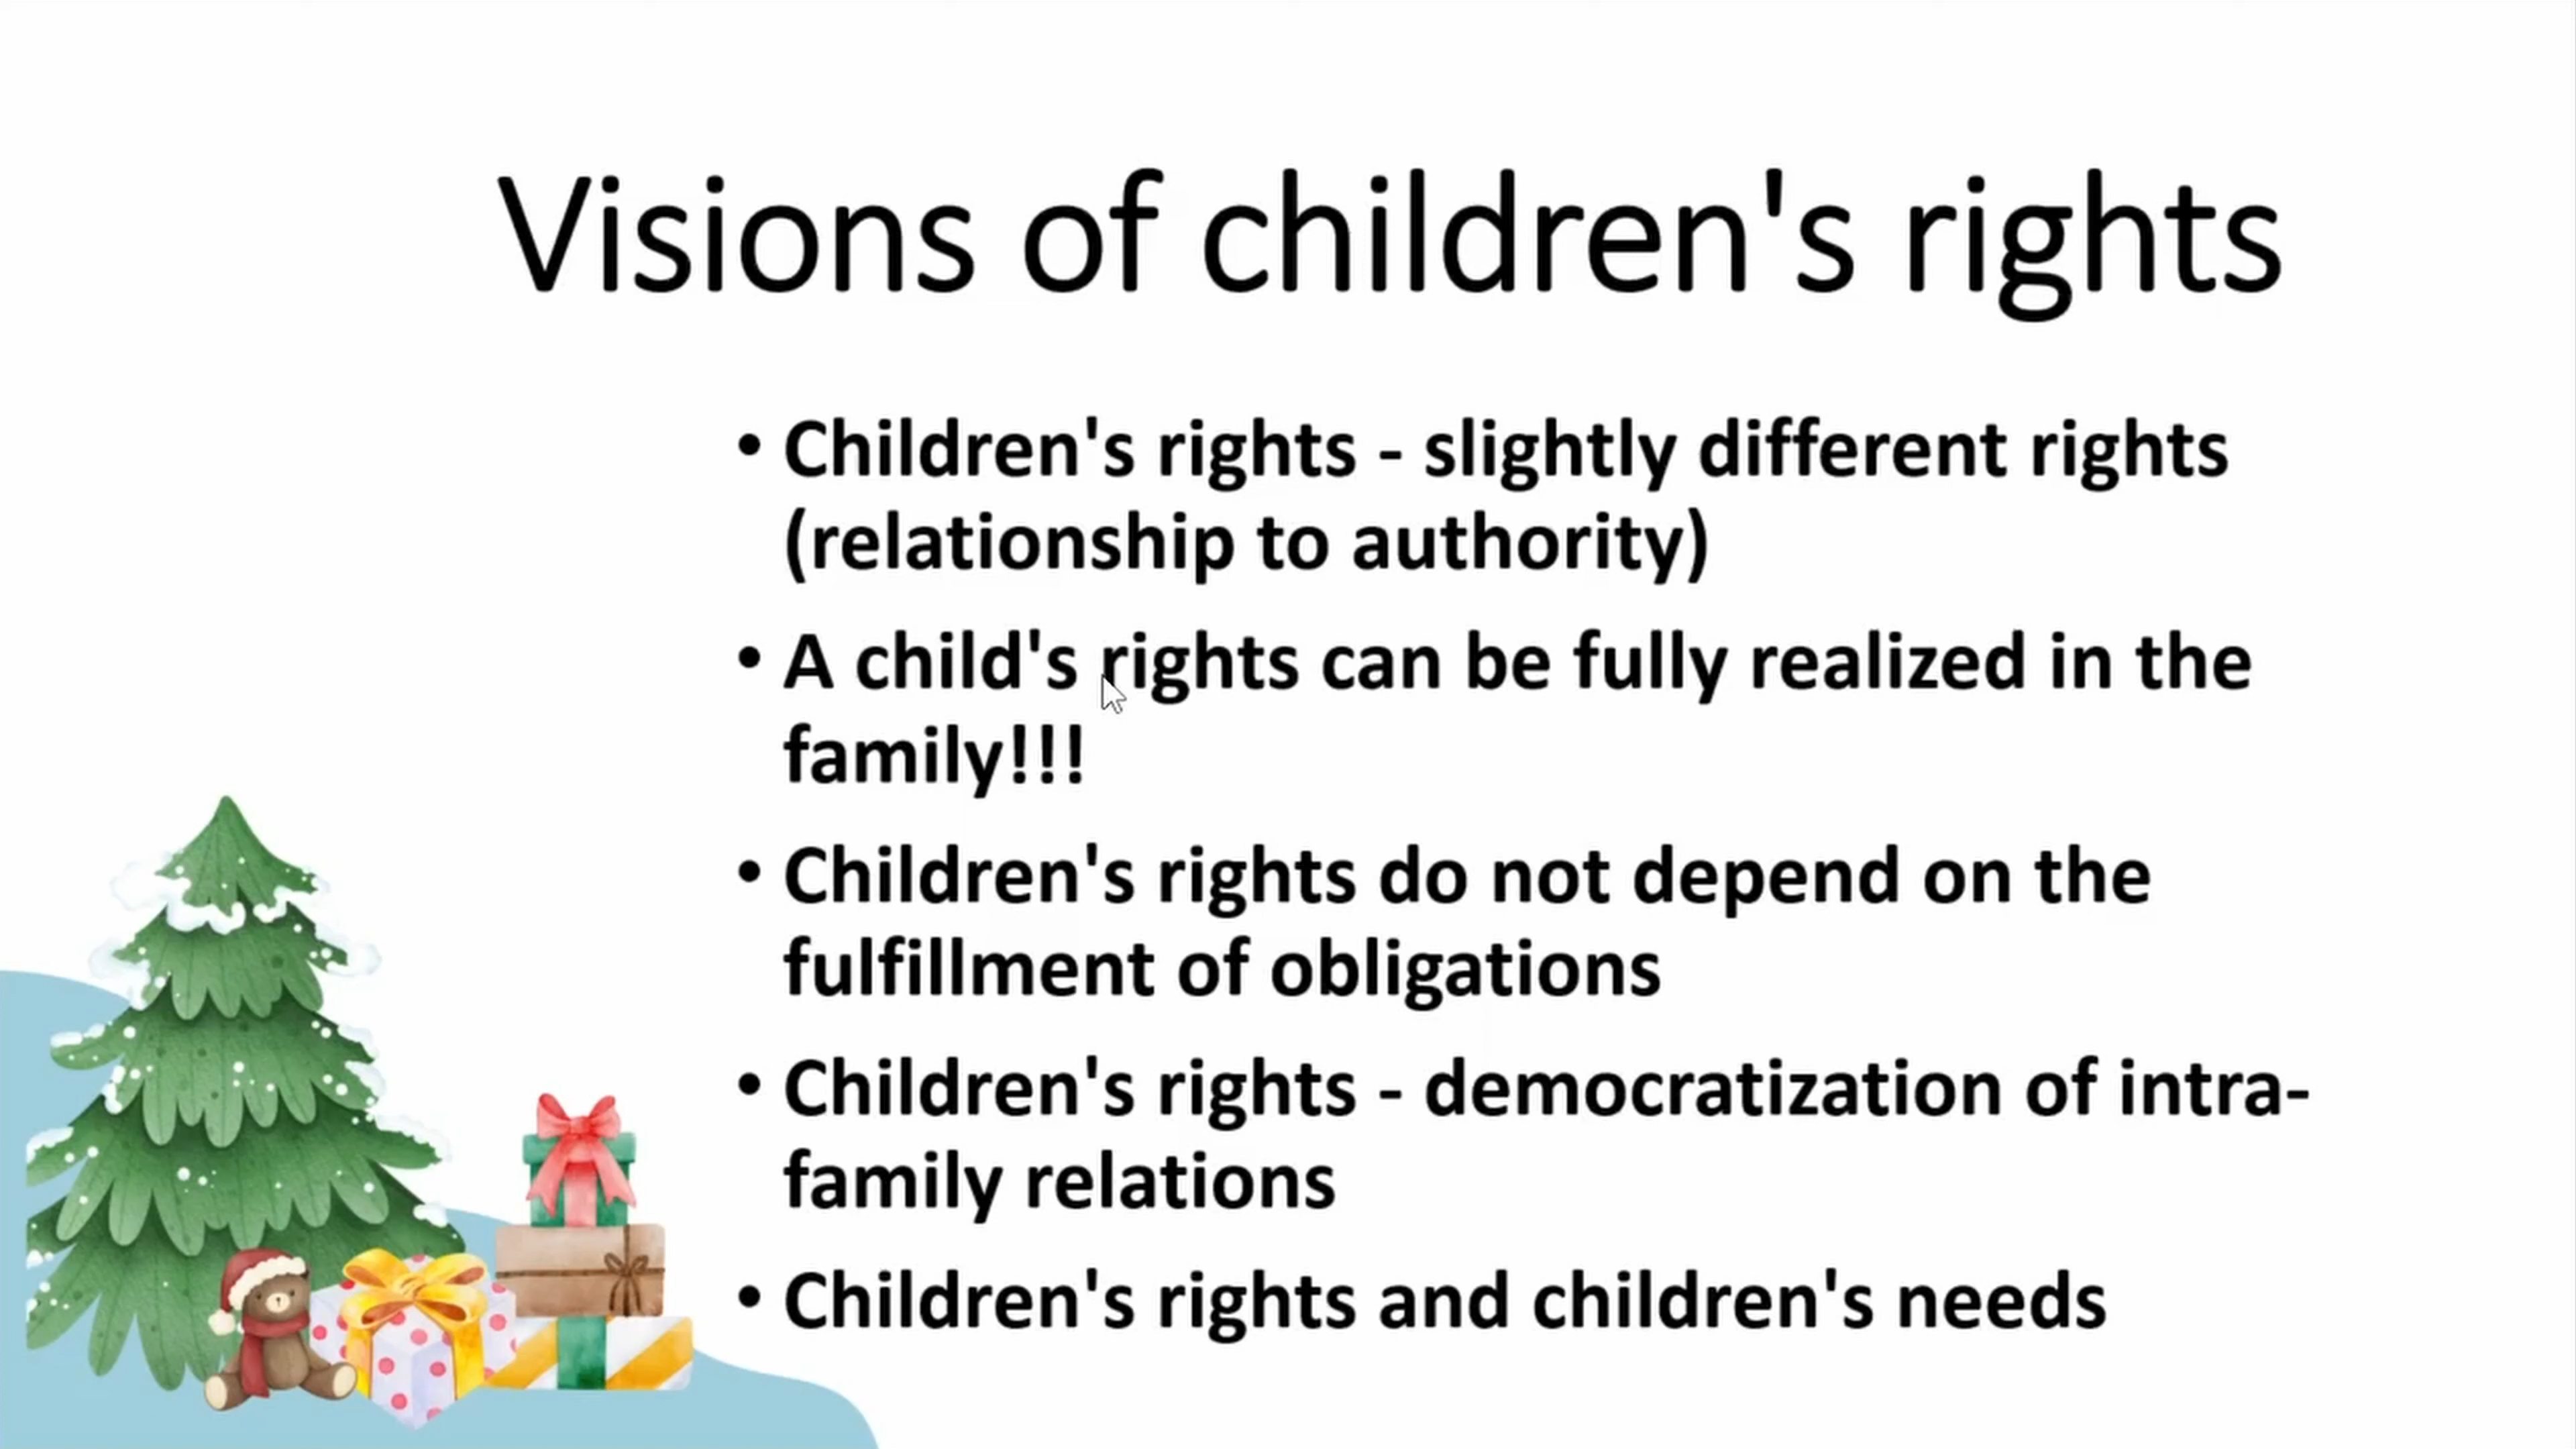 Visions of children's rights
• Children's rights - slightly different rights
(relationship to authority)
• A child's rights can be fully realized in the
family!!!
• Children's rights do not depend on the
fulfillment of obligations
• Children's rights - democratization of intra-
family relations
• Children's rights and children's needs